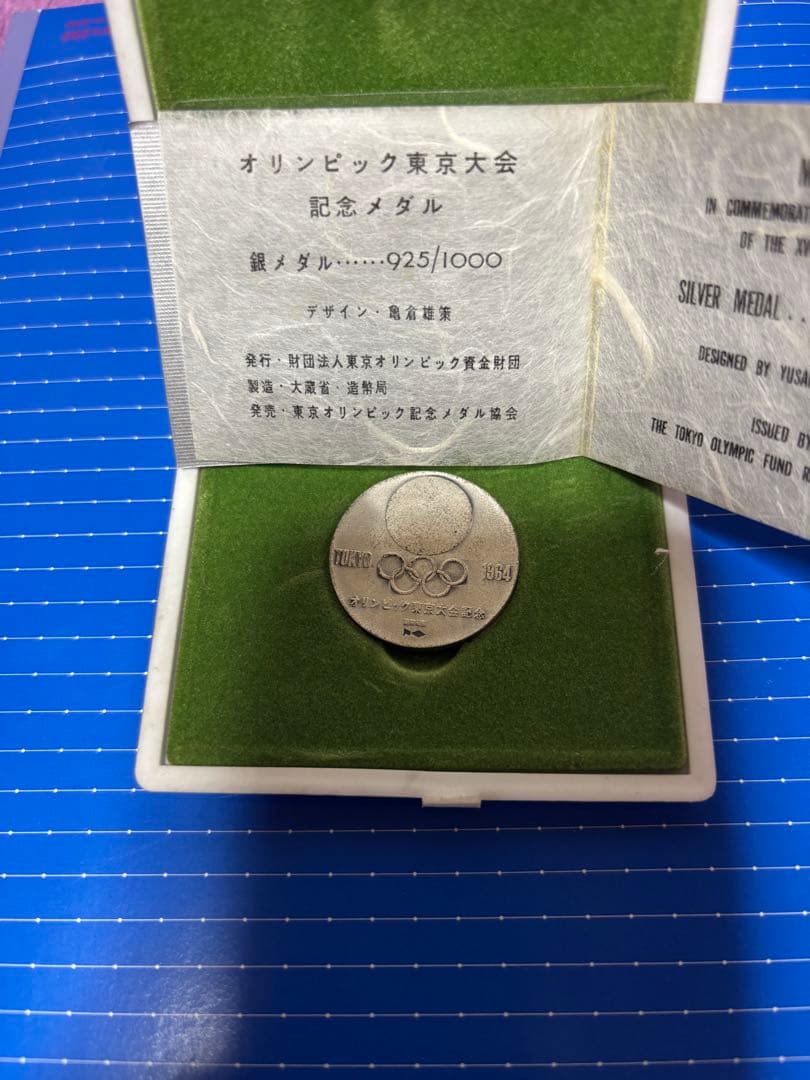 オリンピック東京大会
記念メダル
銀メダル……925/1000
デザイン・亀倉雄策
発行・財団法人東京オリンピック資金財団
製造・大蔵省・造幣局
発売・東京オリンピック記念メダル協会
IN
OF THE
SILVER MEDAL..
DESIGNED BY
ISSUED BY
THE TOKYO OLYMPIC FUND
TOKYO 1964
オリンピック東京大会記念